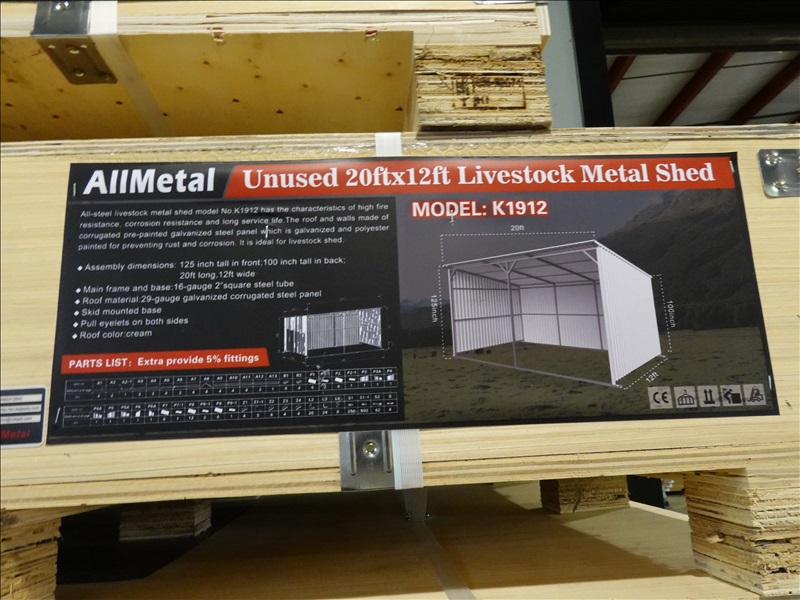 AllMetal
Unused 20ftx12ft Livestock Metal Shed
All-steel livestock metal shed model No.K1912 has the characteristics of high fire
resistance, corrosion resistance and long service life.The roof and walls made of
corrugated pre-painted galvanized steel panel which is galvanized and polyester
painted for preventing rust and corrosion. It is ideal for livestock shed.
◆ Assembly dimensions: 125 inch tall in front;100 inch tall in back;
20ft long,12ft wide
◆ Main frame and base:16-gauge 2"square steel tube
◆ Roof material:29-gauge galvanized corrugated steel panel
◆ Skid mounted base
◆ Pull eyelets on both sides
◆ Roof color:cream
PARTS LIST: Extra provide 5% fittings
MODEL: K1912
20ft
125inch
100inch
12ft
CE
Metal